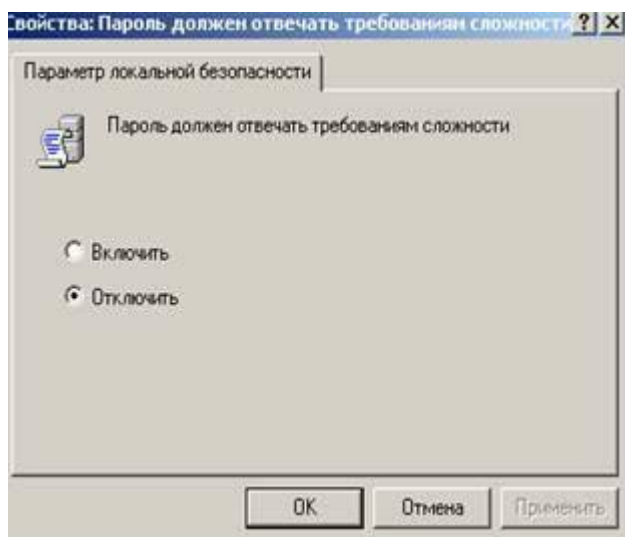 Свойства: Пароль должен отвечать требованиям сложности ? X
Параметр локальной безопасности
Пароль должен отвечать требованиям сложности
Включить
Отключить
OK Отмена Применить